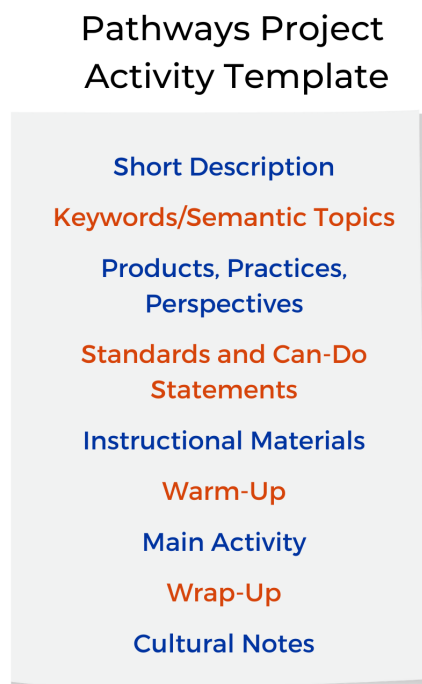 Pathways Project
Activity Template
Short Description
Keywords/Semantic Topics
Products, Practices,
Perspectives
Standards and Can-Do
Statements
Instructional Materials
Warm-Up
Main Activity
Wrap-Up
Cultural Notes